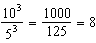 10³/5³ = 1000/125 = 8